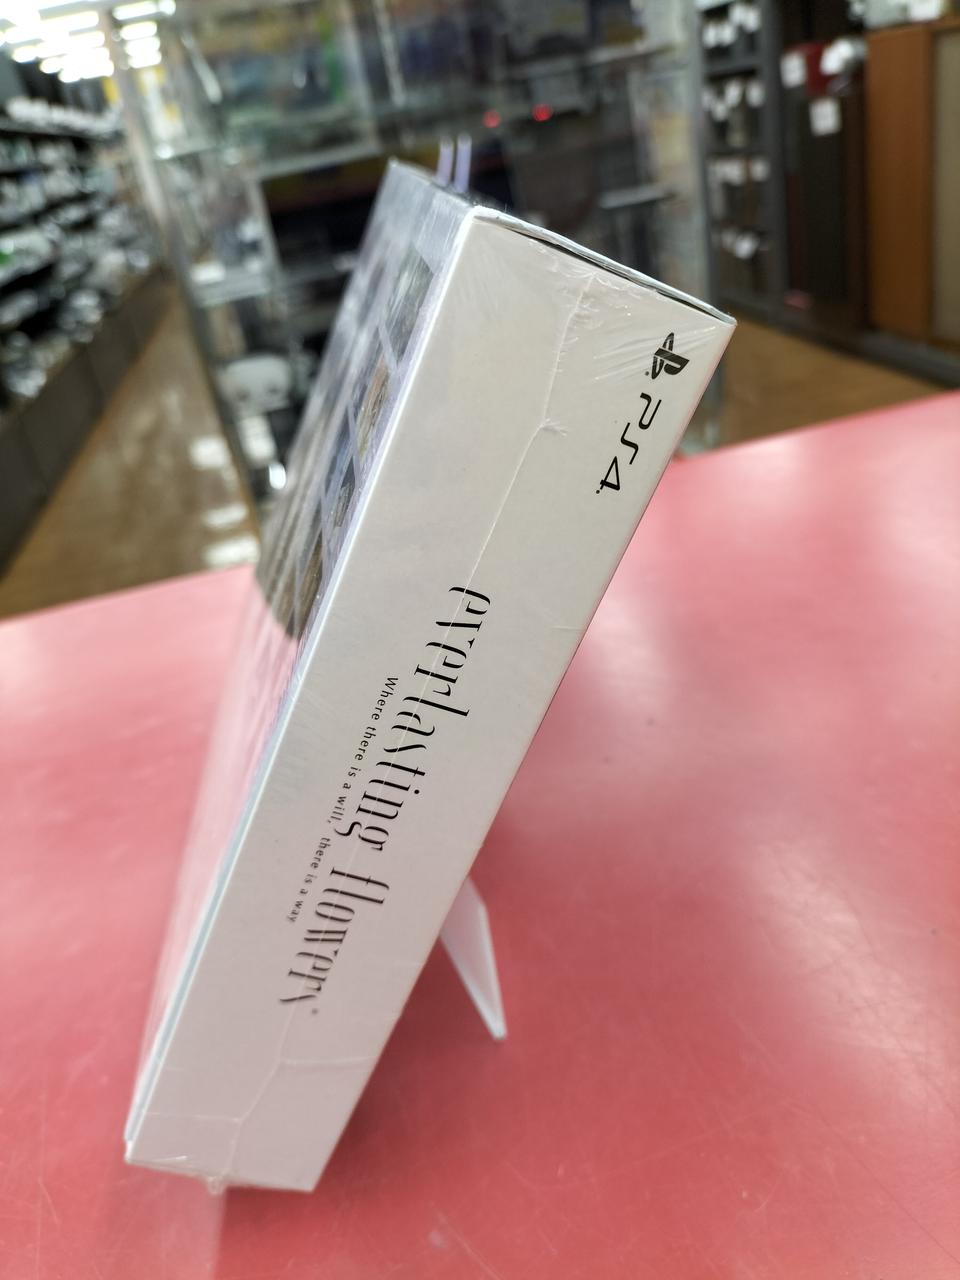 PS4
everlasting flowers
Where there is a will, there is a way